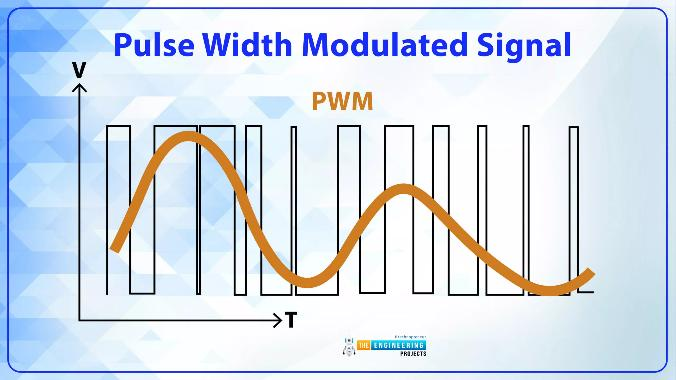 Pulse Width Modulated Signal
V
PWM
T
THE ENGINEERING
PROJECTS